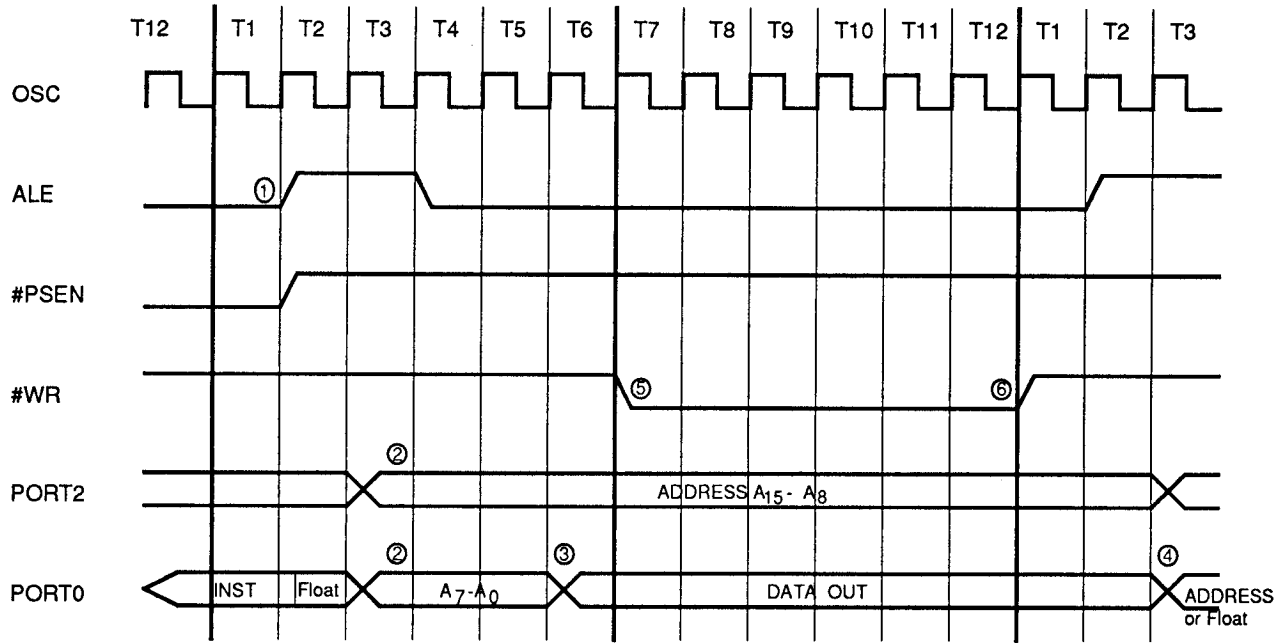 T12 T1 T2 T3 T4 T5 T6 T7 T8 T9 T10 T11 T12 T1 T2 T3
OSC
ALE ①
#PSEN
#WR ⑤ ⑥
②
PORT2 ADDRESS A15- A8
② ③ ④
PORT0 INST Float A7-A0 DATA OUT ADDRESS
or Float